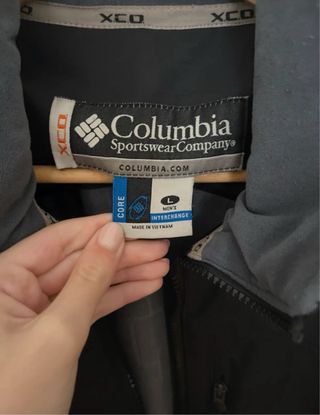 XCO
XCO
XCO
Columbia
SportswearCompany®
COLUMBIA.COM
CORE
L
MEN'S
INTERCHANGE
MADE IN VIETNAM